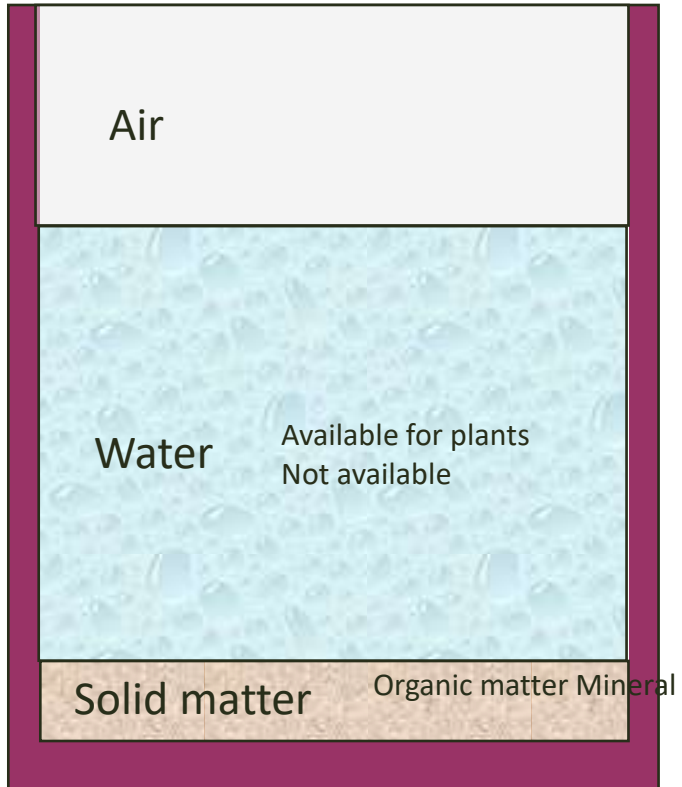 Air
Water
Available for plants
Not available
Solid matter
Organic matter Mineral